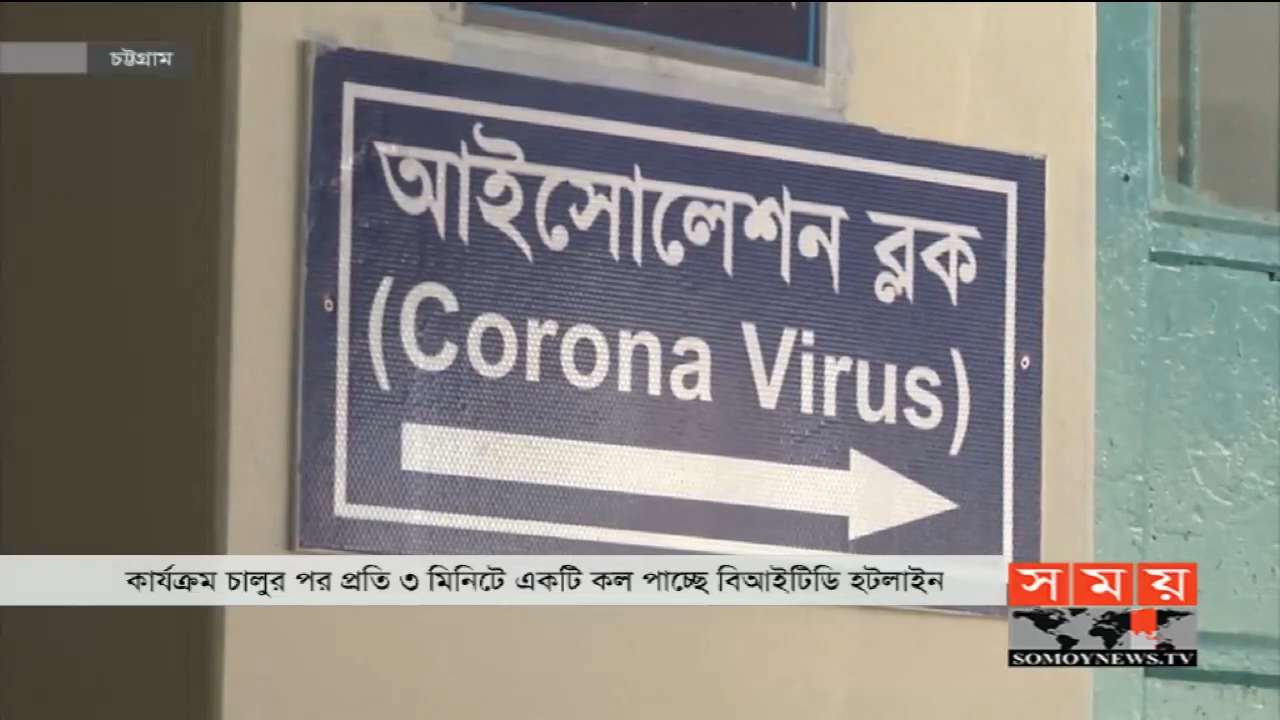 চট্টগ্রাম
আইসোলেশন ব্লক
(Corona Virus)
কার্যক্রম চালুর পর প্রতি ৩ মিনিটে একটি কল পাচ্ছে বিআইটিডি হটলাইন
সময়
SOMOYNEWS.TV